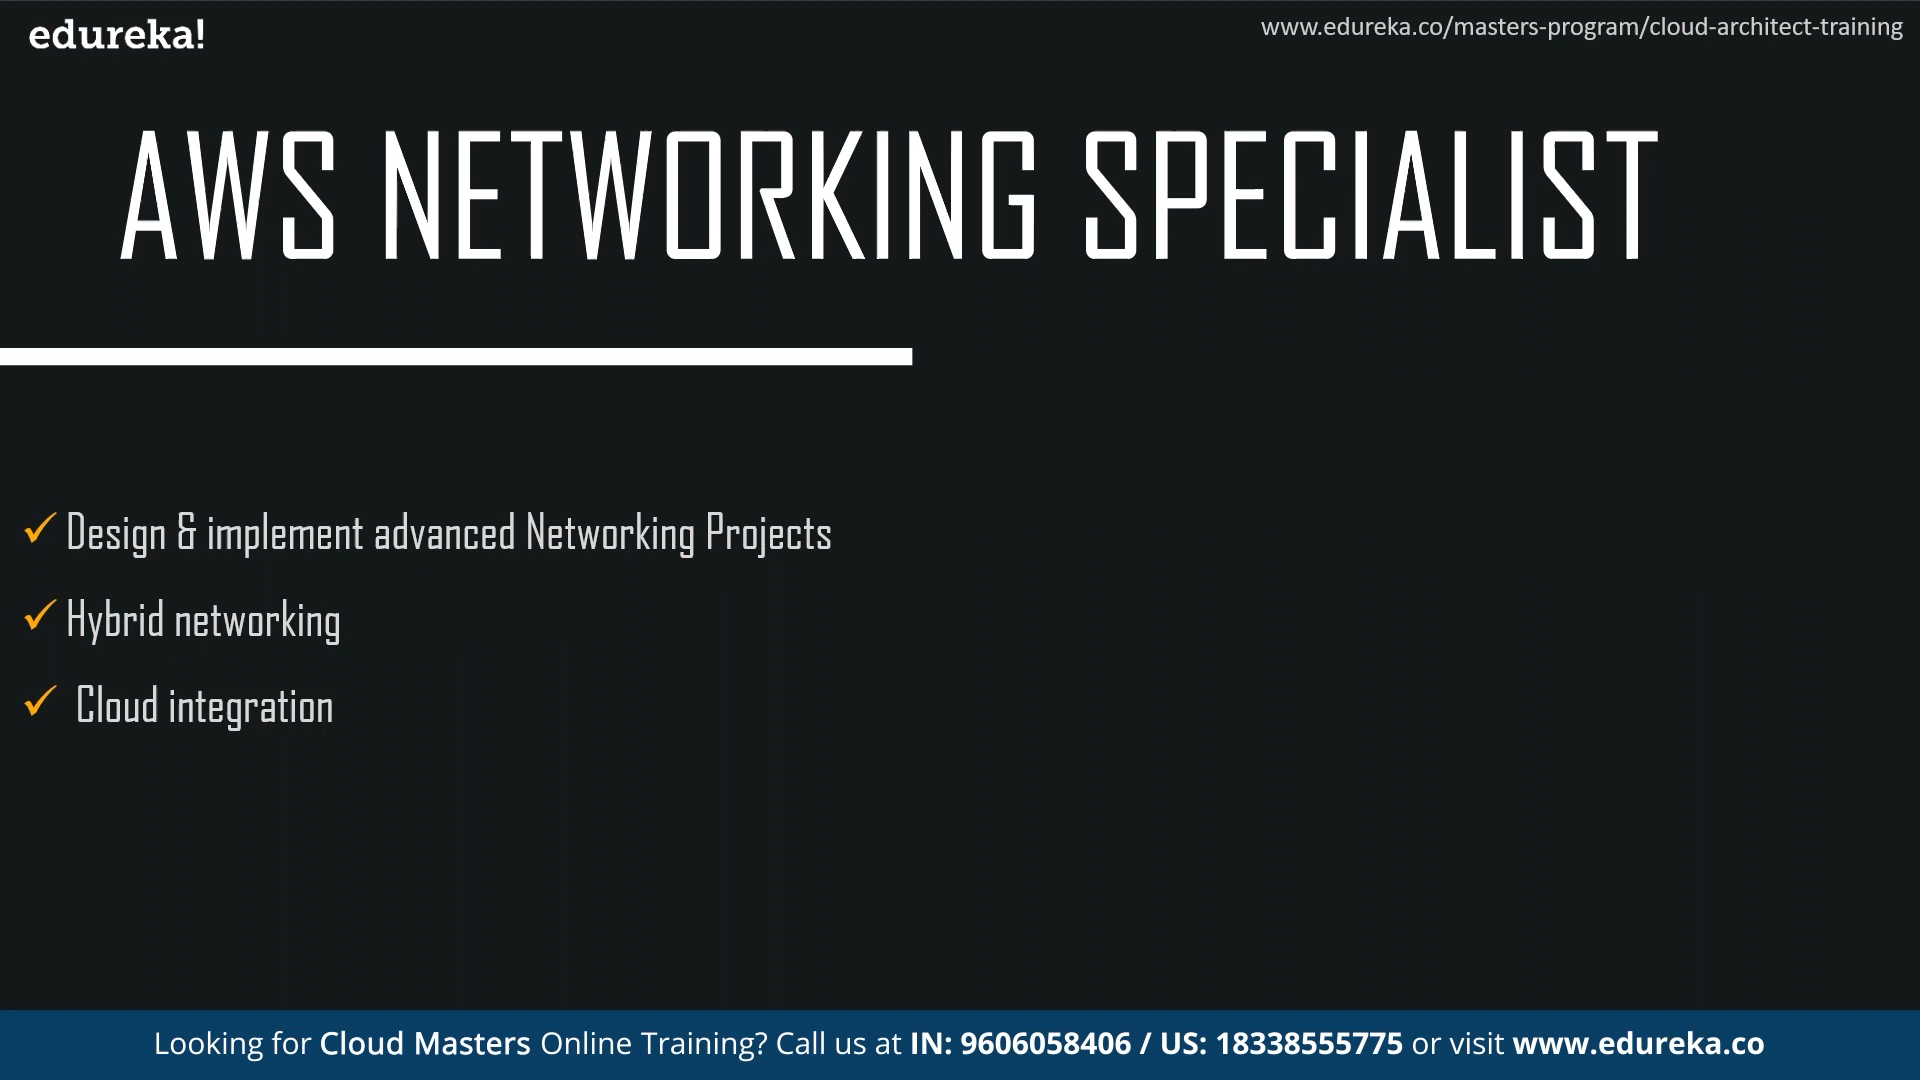 edureka!
www.edureka.co/masters-program/cloud-architect-training
AWS NETWORKING SPECIALIST
✓ Design & implement advanced Networking Projects
✓ Hybrid networking
✓ Cloud integration
Looking for Cloud Masters Online Training? Call us at IN: 9606058406 / US: 18338555775 or visit www.edureka.co